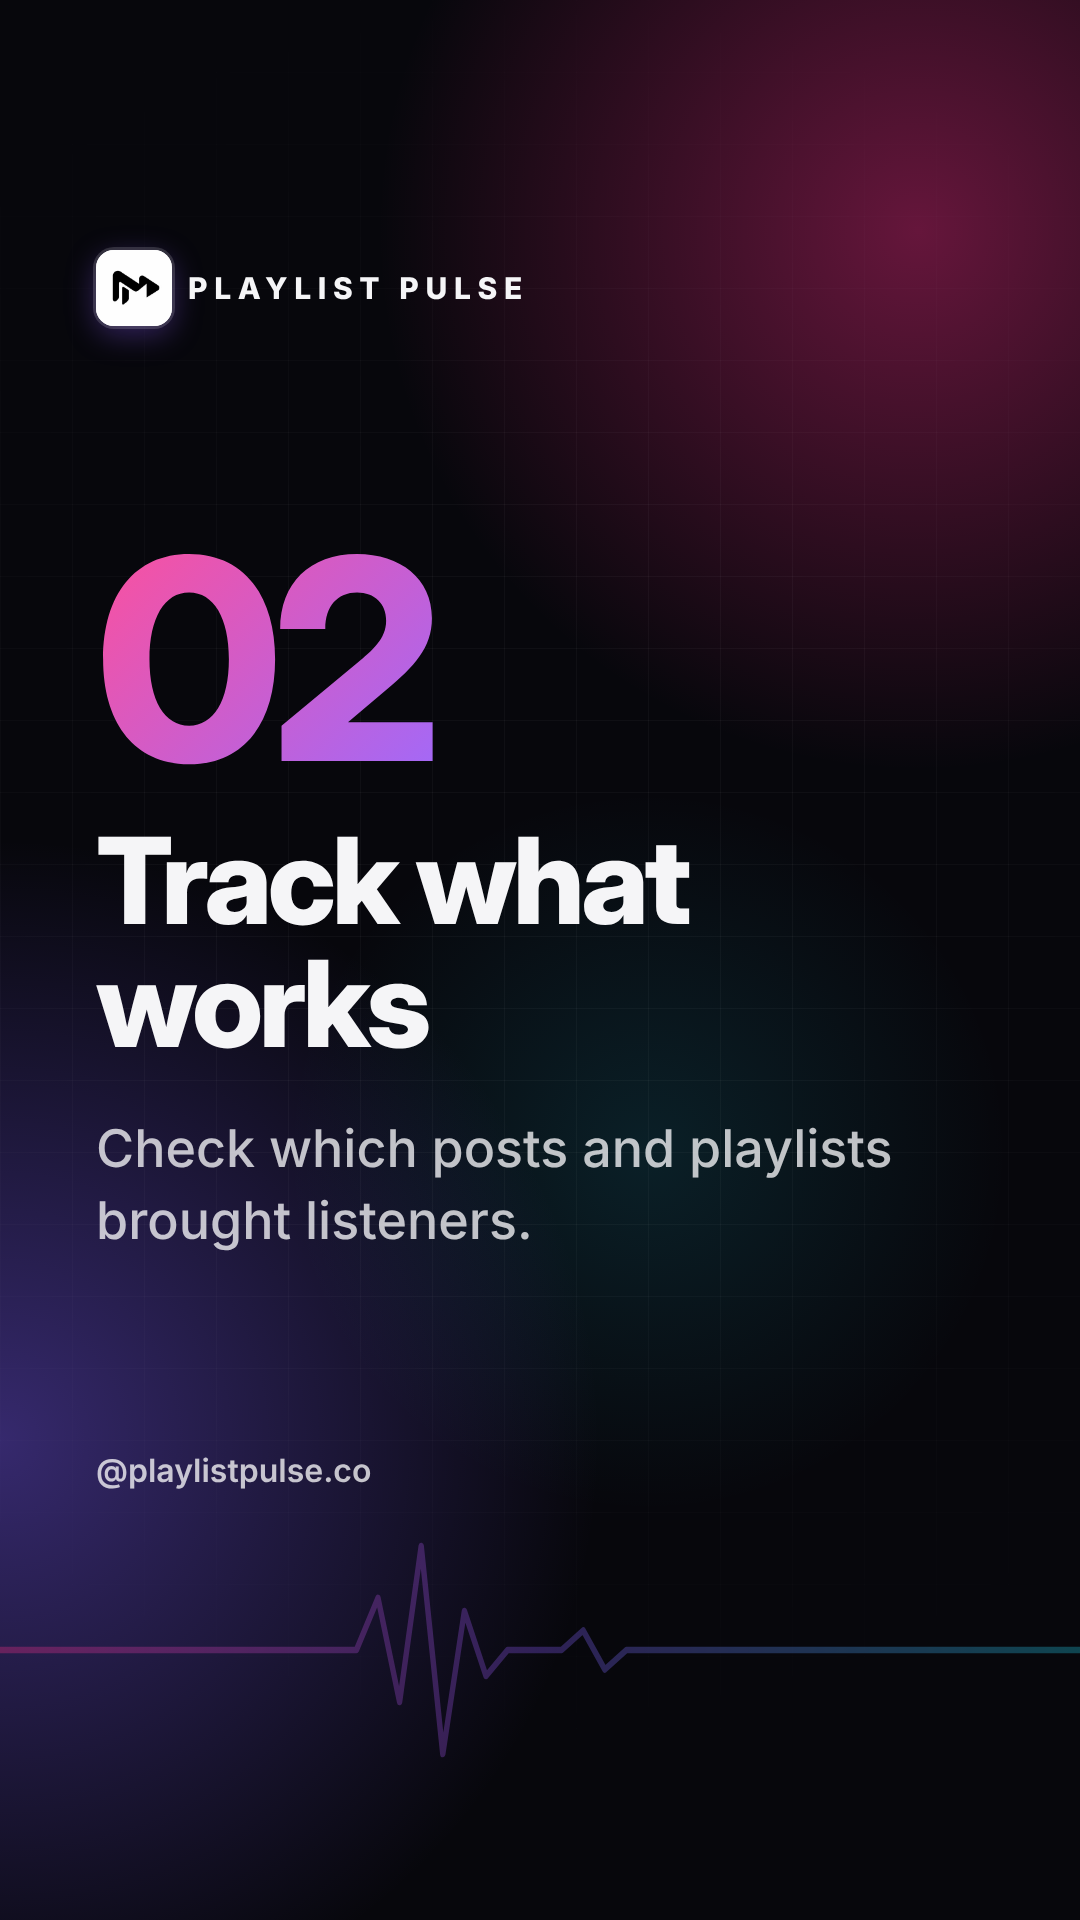 PLAYLIST PULSE
02
Track what
works
Check which posts and playlists
brought listeners.
@playlistpulse.co